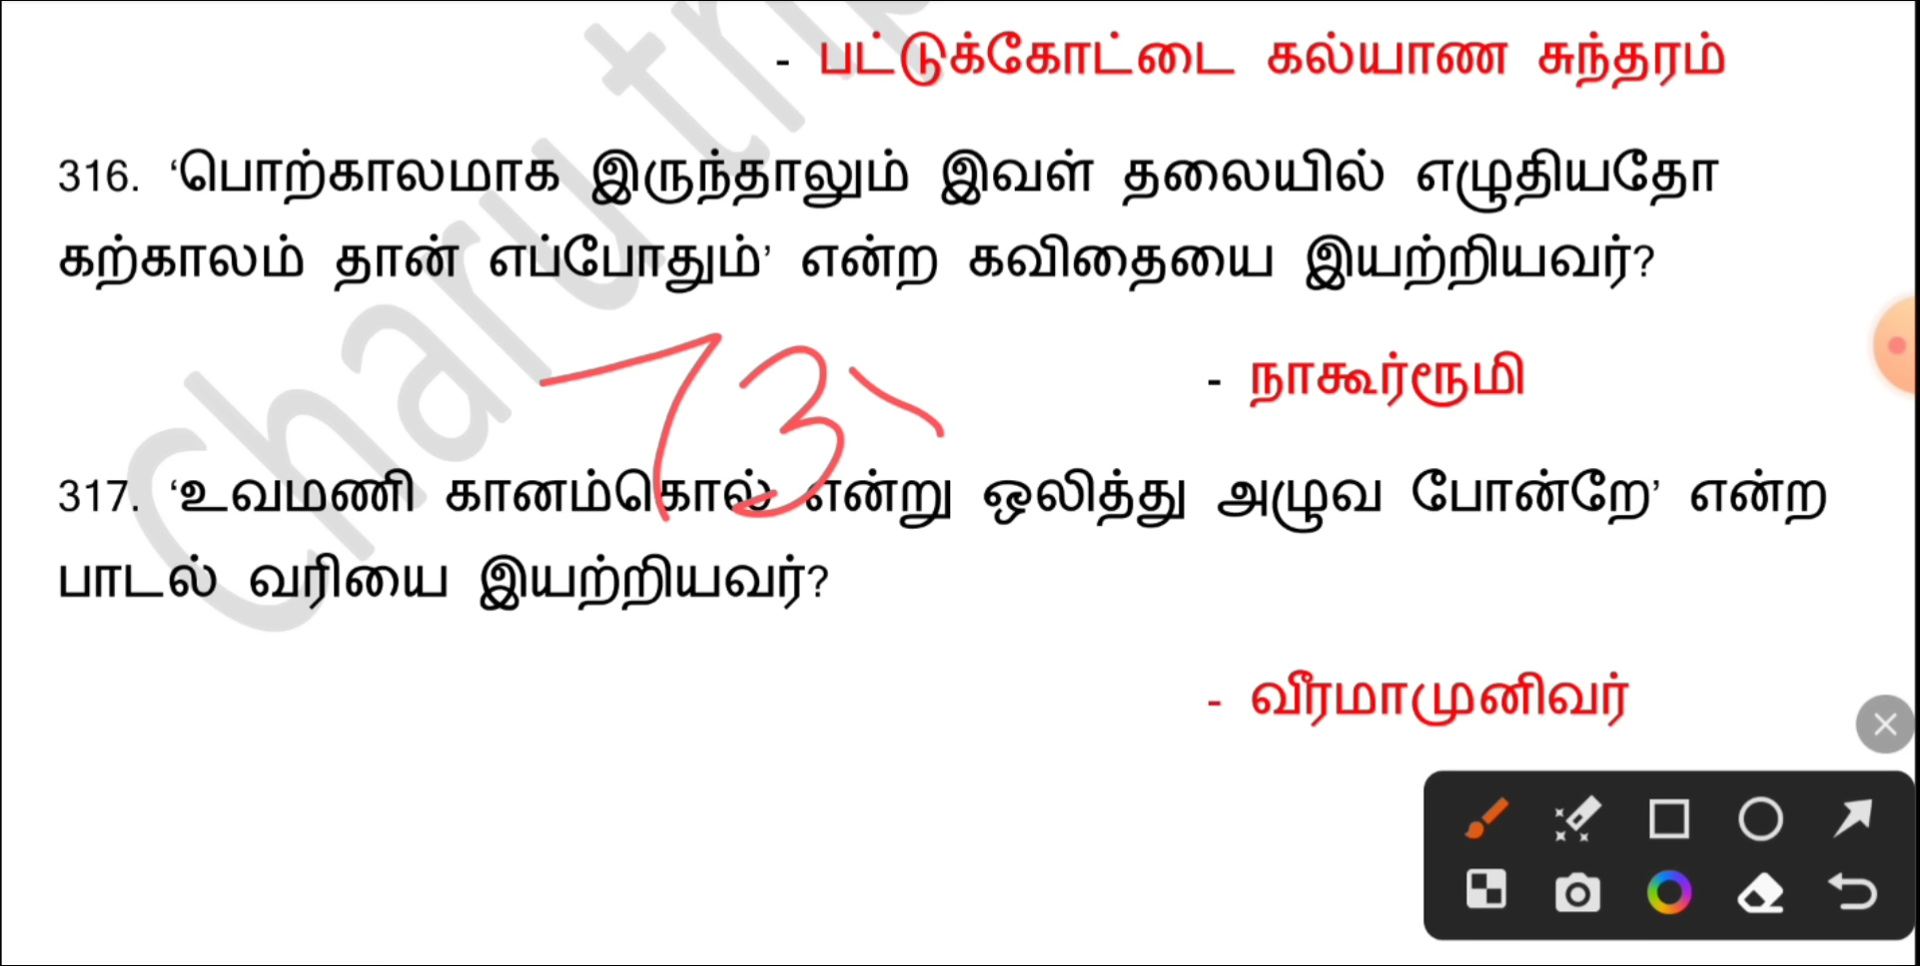 - பட்டுக்கோட்டை கல்யாண சுந்தரம்
316. ‘பொற்காலமாக இருந்தாலும் இவள் தலையில் எழுதியதோ
கற்காலம் தான் எப்போதும்’ என்ற கவிதையை இயற்றியவர்?
- நாகூர்ரூமி
73
317. ‘உவமணி கானம்கொல் என்று ஒலித்து அழுவ போன்றே’ என்ற
பாடல் வரியை இயற்றியவர்?
- வீரமாமுனிவர்